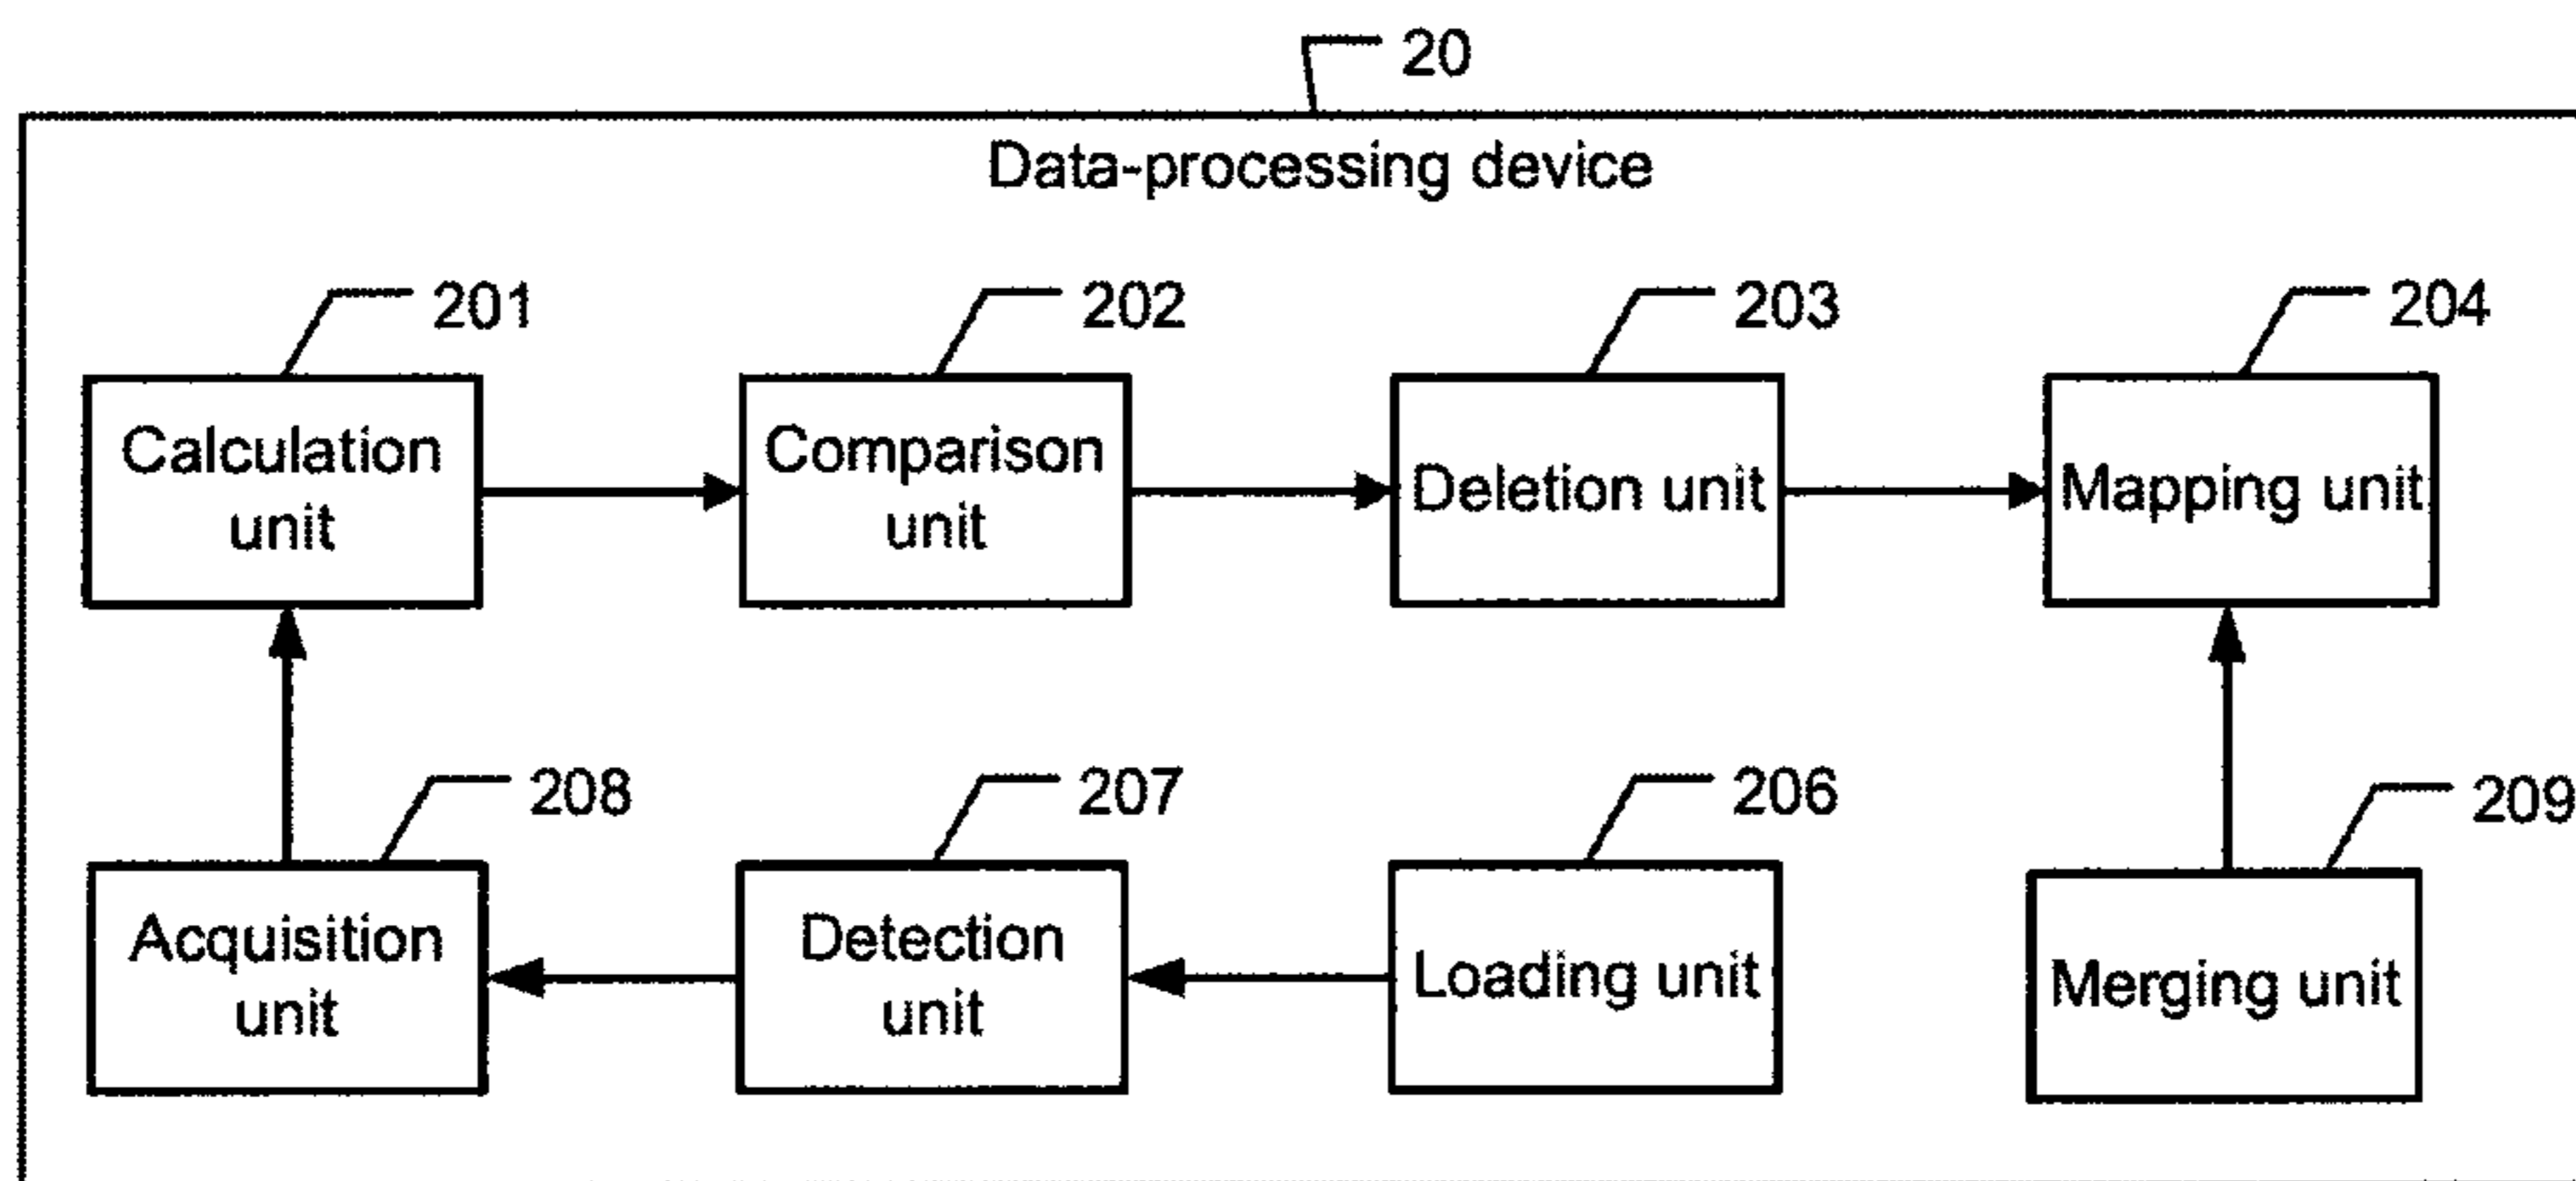 20
Data-processing device
201
202
203
204
Calculation
unit
Comparison
unit
Deletion unit
Mapping unit
208
207
206
209
Acquisition
unit
Detection
unit
Loading unit
Merging unit